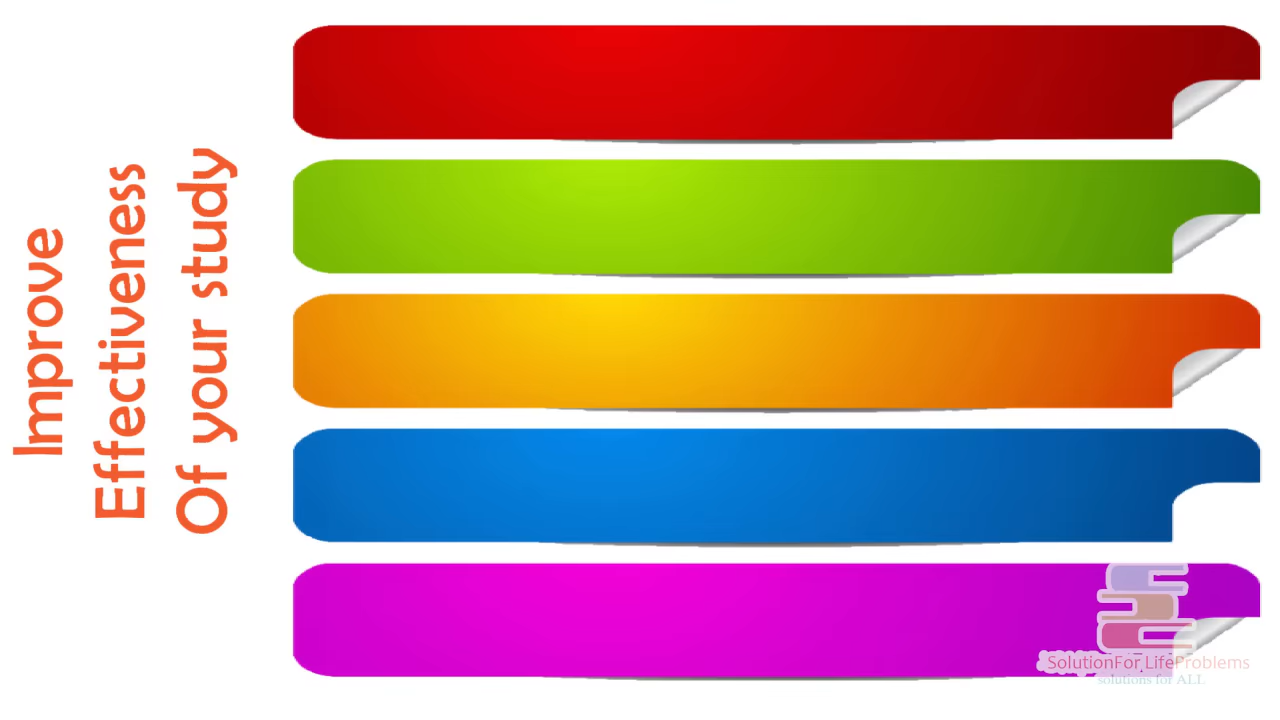 Improve
Effectiveness
Of your study
SolutionFor LifeProblems
solutions for ALL